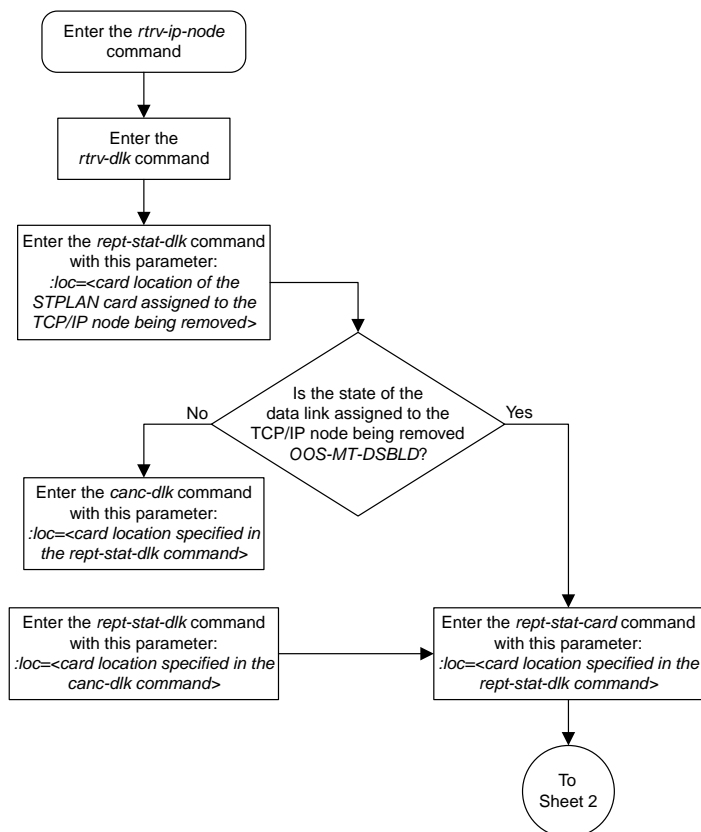 Enter the rtrv-ip-node
command
Enter the
rtrv-dlk command
Enter the rept-stat-dlk command
with this parameter:
:loc=<card location of the
STPLAN card assigned to the
TCP/IP node being removed>
Is the state of the
data link assigned to the
TCP/IP node being removed
OOS-MT-DSBLD?
No
Yes
Enter the canc-dlk command
with this parameter:
:loc=<card location specified in
the rept-stat-dlk command>
Enter the rept-stat-dlk command
with this parameter:
:loc=<card location specified in the
canc-dlk command>
Enter the rept-stat-card command
with this parameter:
:loc=<card location specified in the
rept-stat-dlk command>
To
Sheet 2